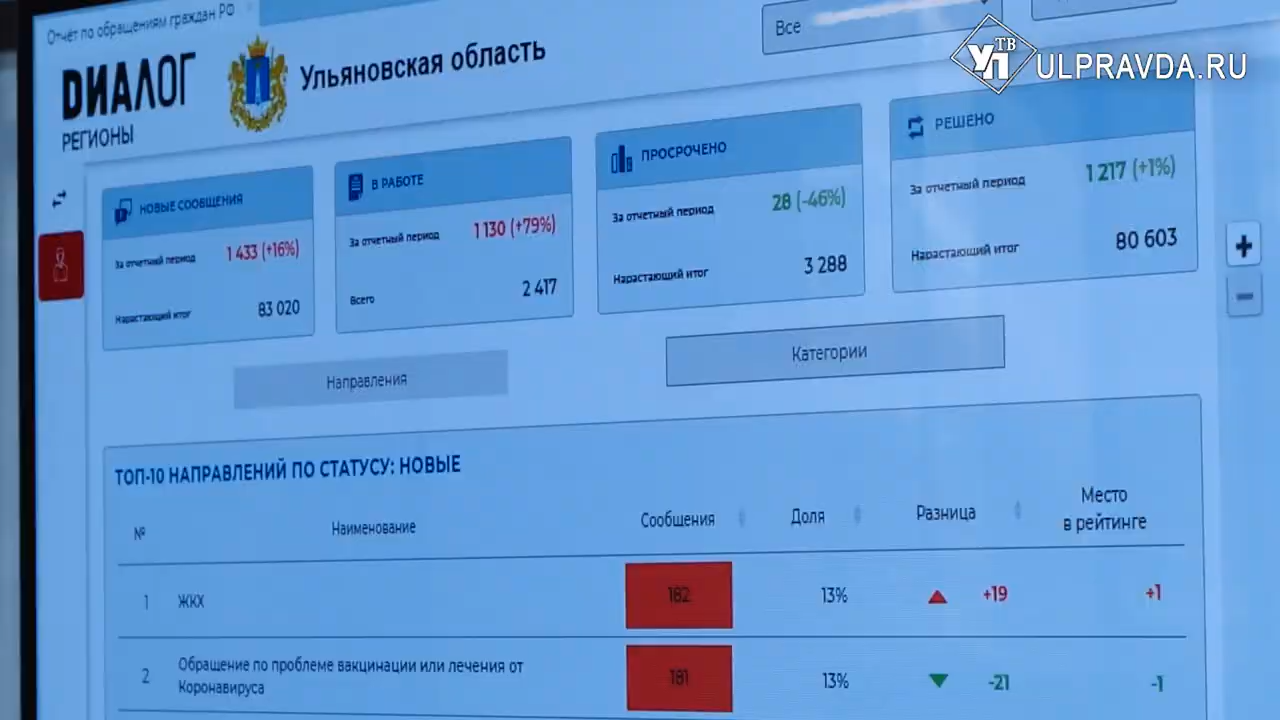 Отчёт по обращениям граждан РФ
DИАЛОГ
РЕГИОНЫ
Ульяновская область
Все
УП ТВ
ULPRAVDA.RU
НОВЫЕ СООБЩЕНИЯ
За отчетный период 1 433 (+16%)
Нарастающий итог 83 020
В РАБОТЕ
За отчетный период 1 130 (+79%)
Всего 2 417
ПРОСРОЧЕНО
За отчетный период 28 (-46%)
Нарастающий итог 3 288
РЕШЕНО
За отчетный период 1 217 (+1%)
Нарастающий итог 80 603
Направления
Категории
ТОП-10 НАПРАВЛЕНИЙ ПО СТАТУСУ: НОВЫЕ
№ Наименование Сообщения Доля Разница Место
в рейтинге
1 ЖКХ 182 13% +19 +1
2 Обращение по проблеме вакцинации или лечения от
Коронавируса 181 13% -21 -1